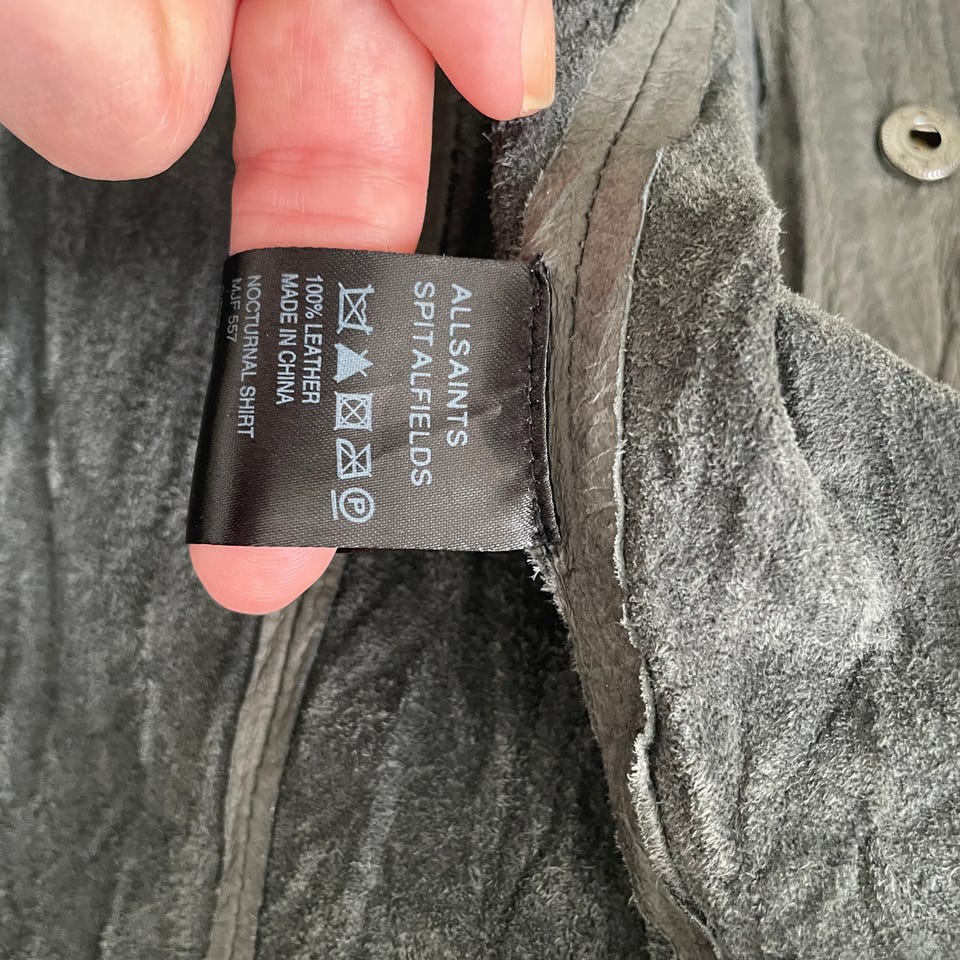 ALLSAINTS
SPITALFIELDS
P
100% LEATHER
MADE IN CHINA
NOCTURNAL SHIRT
MJF 557